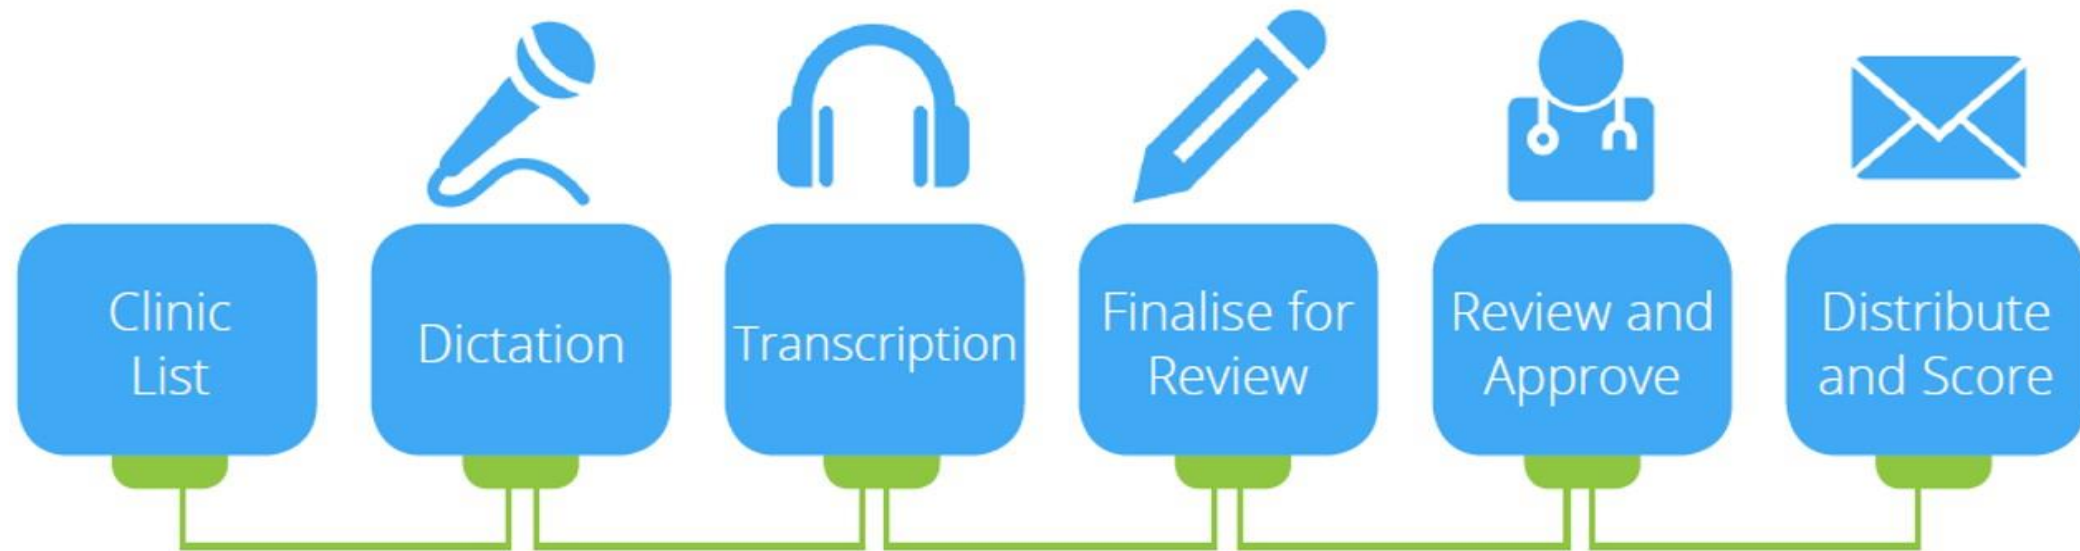 Clinic
List
Dictation
Transcription
Finalise for
Review
Review and
Approve
Distribute
and Score